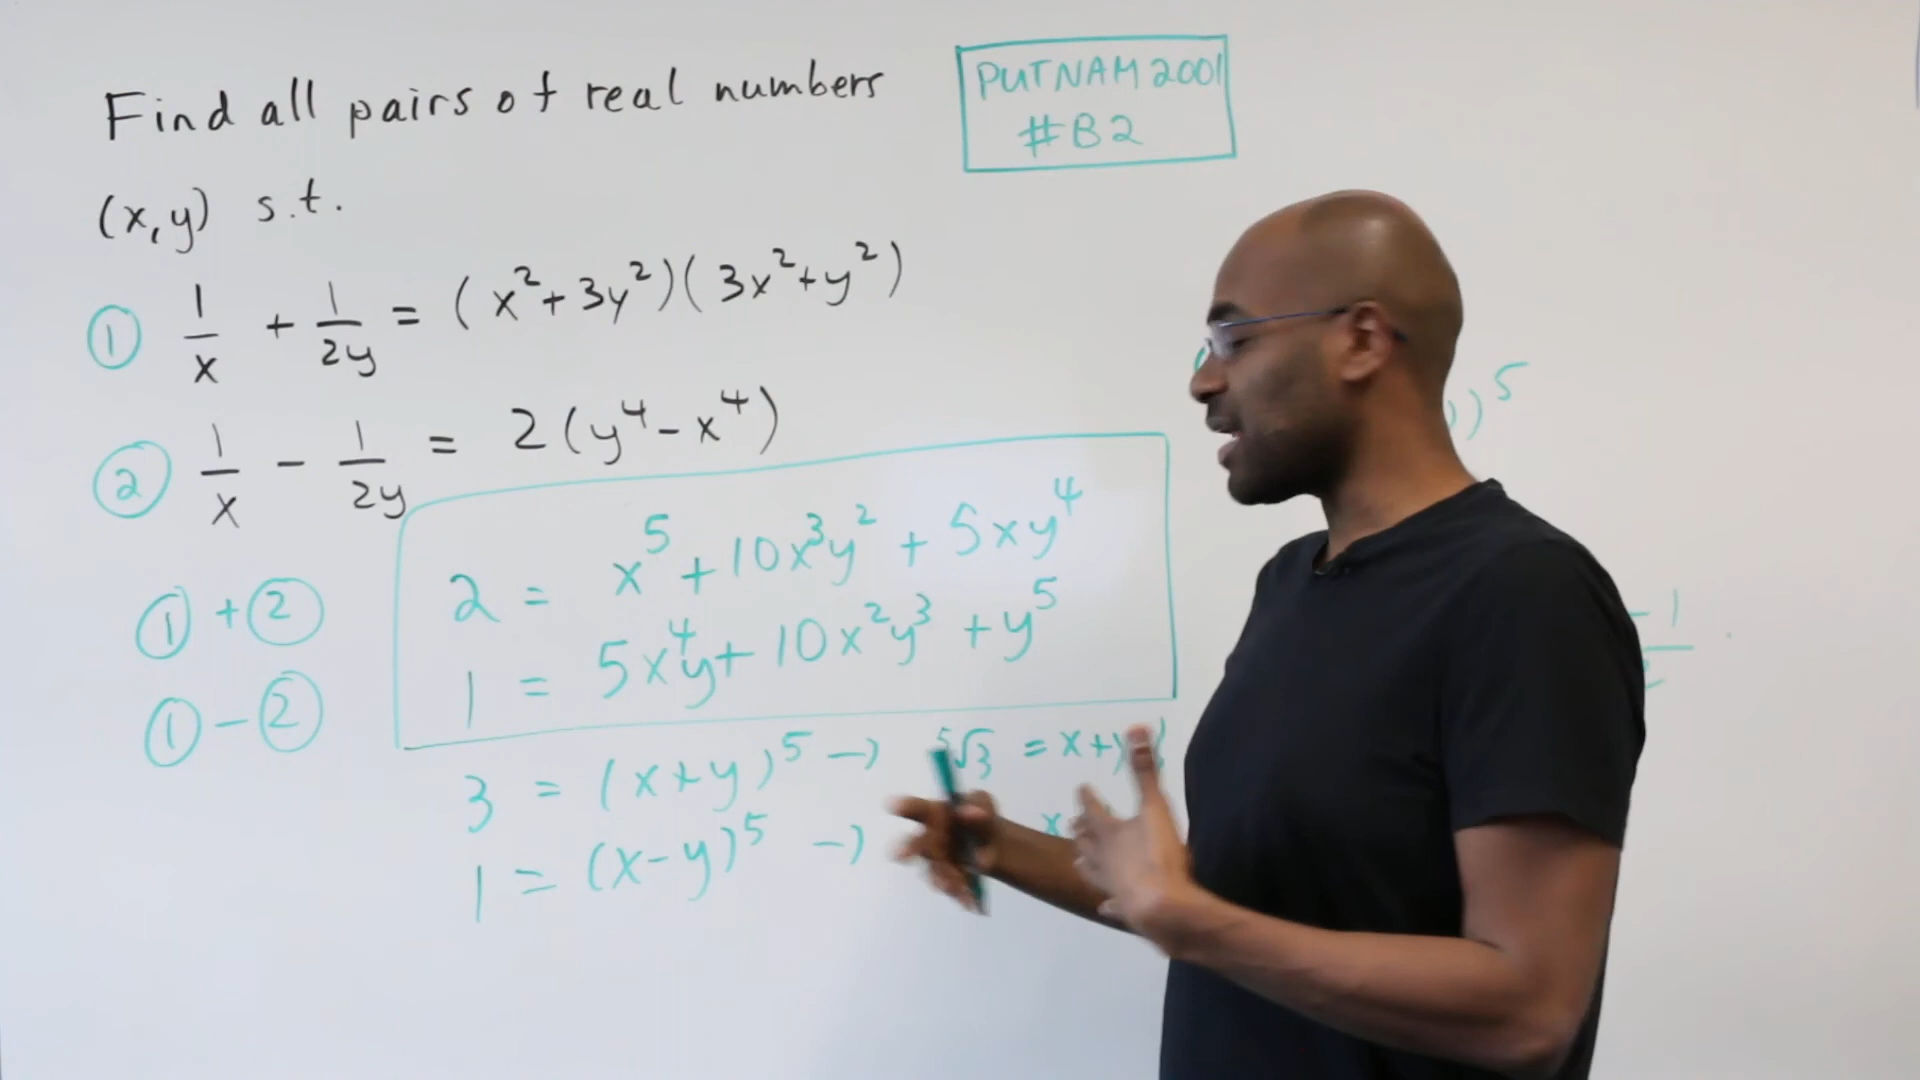 Find all pairs of real numbers
(x,y) s.t.
PUTNAM 2001
#B2
① 1/x + 1/2y = (x²+3y²)(3x²+y²)
② 1/x - 1/2y = 2(y⁴-x⁴)
①+② 2 = x⁵+10x³y²+5xy⁴
①-② 1 = 5x⁴y+10x²y³+y⁵
3 = (x+y)⁵ → ⁵√3 = x+y
1 = (x-y)⁵ → x
))⁵
-1